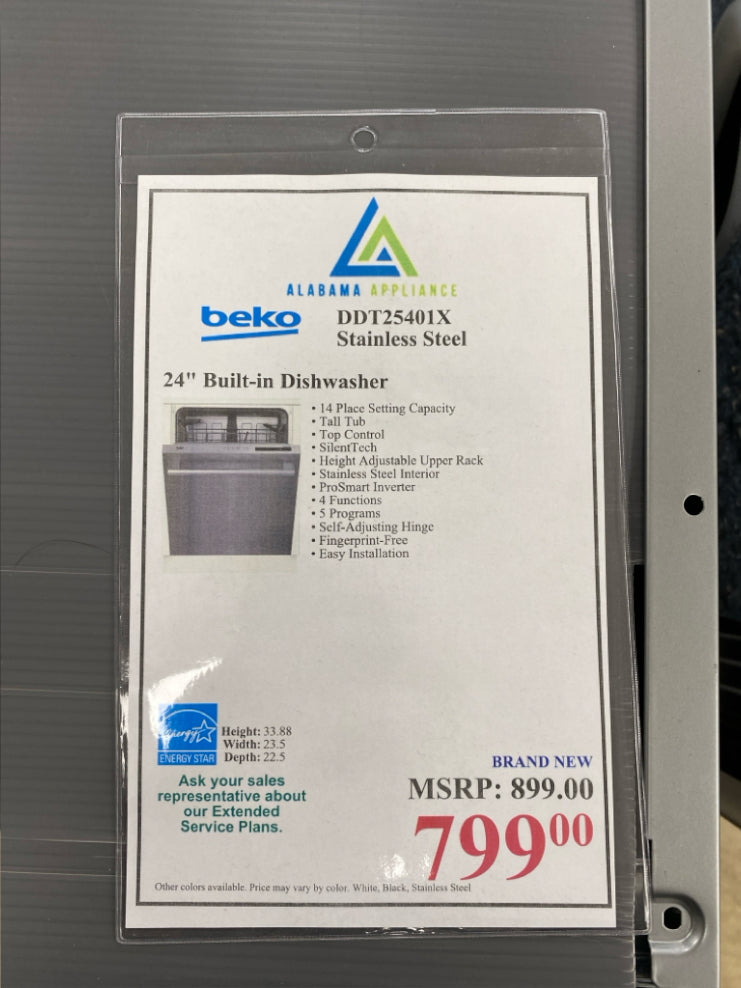 ALABAMA APPLIANCE
beko
DDT25401X
Stainless Steel
24" Built-in Dishwasher
• 14 Place Setting Capacity
• Tall Tub
• Top Control
• SilentTech
• Height Adjustable Upper Rack
• Stainless Steel Interior
• ProSmart Inverter
• 4 Functions
• 5 Programs
• Self-Adjusting Hinge
• Fingerprint-Free
• Easy Installation
energy
ENERGY STAR
Height: 33.88
Width: 23.5
Depth: 22.5
Ask your sales
representative about
our Extended
Service Plans.
BRAND NEW
MSRP: 899.00
79900
Other colors available. Price may vary by color. White, Black, Stainless Steel